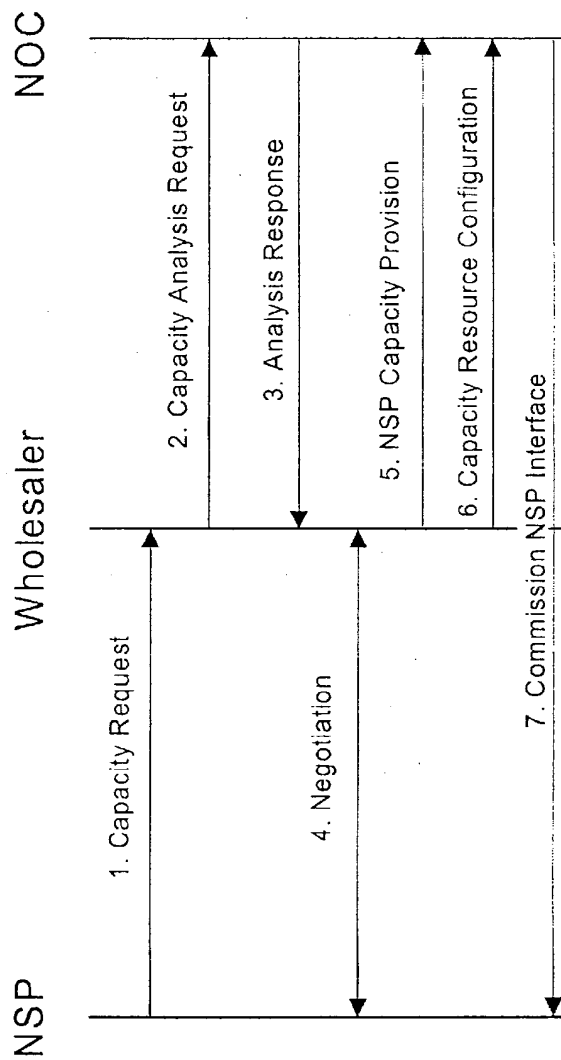 NSP
Wholesaler
NOC
1. Capacity Request
2. Capacity Analysis Request
3. Analysis Response
4. Negotiation
5. NSP Capacity Provision
6. Capacity Resource Configuration
7. Commission NSP Interface